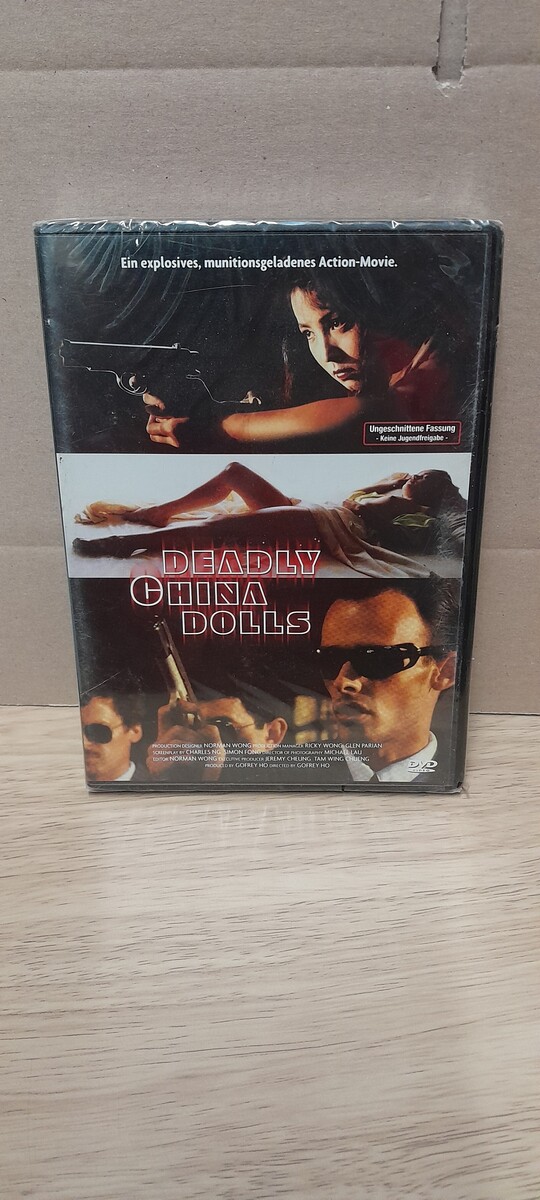 Ein explosives, munitionsgeladenes Action-Movie.
Ungeschnittene Fassung
- Keine Jugendfreigabe -
DEADLY
CHINA
DOLLS
PRODUCTION DESIGNER NORMAN WONG PRODUCTION MANAGER RICKY WONG, GLEN PARIAN
SCREENPLAY BY CHARLES NG, SIMON FONG DIRECTOR OF PHOTOGRAPHY MICHAEL LAU
EDITOR NORMAN WONG EXECUTIVE PRODUCER JEREMY CHEUNG, TAM WING CHUENG
PRODUCED BY GOFREY HO DIRECTED BY GOFREY HO
DVD
VIDEO